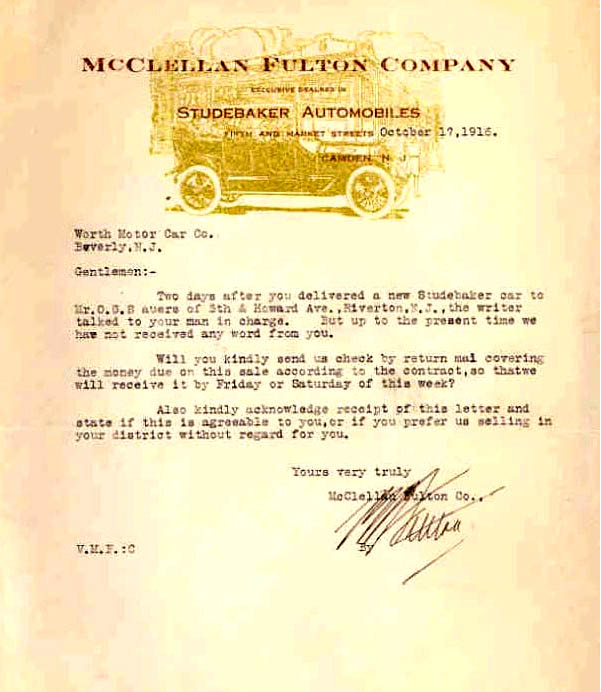 McClellan Fulton Company
EXCLUSIVE DEALERS IN
STUDEBAKER AUTOMOBILES
FIFTH AND MARKET STREETS October 17,1916.
CAMDEN, N. J.
Worth Motor Car Co.
Beverly,N.J.
Gentlemen:-
Two days after you delivered a new Studebaker car to
Mr.O.G.S auers of 5th & Howard Ave.,Riverton,N.J.,the writer
talked to your man in charge. But up to the present time we
hav not received any word from you.
Will you kindly send us check by return mal covering
the money due on this sale according to the contract,so thatwe
will receive it by Friday or Saturday of this week?
Also kindly acknowledge receipt of this letter and
state if this is agreeable to you,or if you prefer us selling in
your district without regard for you.
Yours very truly
McClellan Fulton Co.,
Fulton
V.M.F.:C By